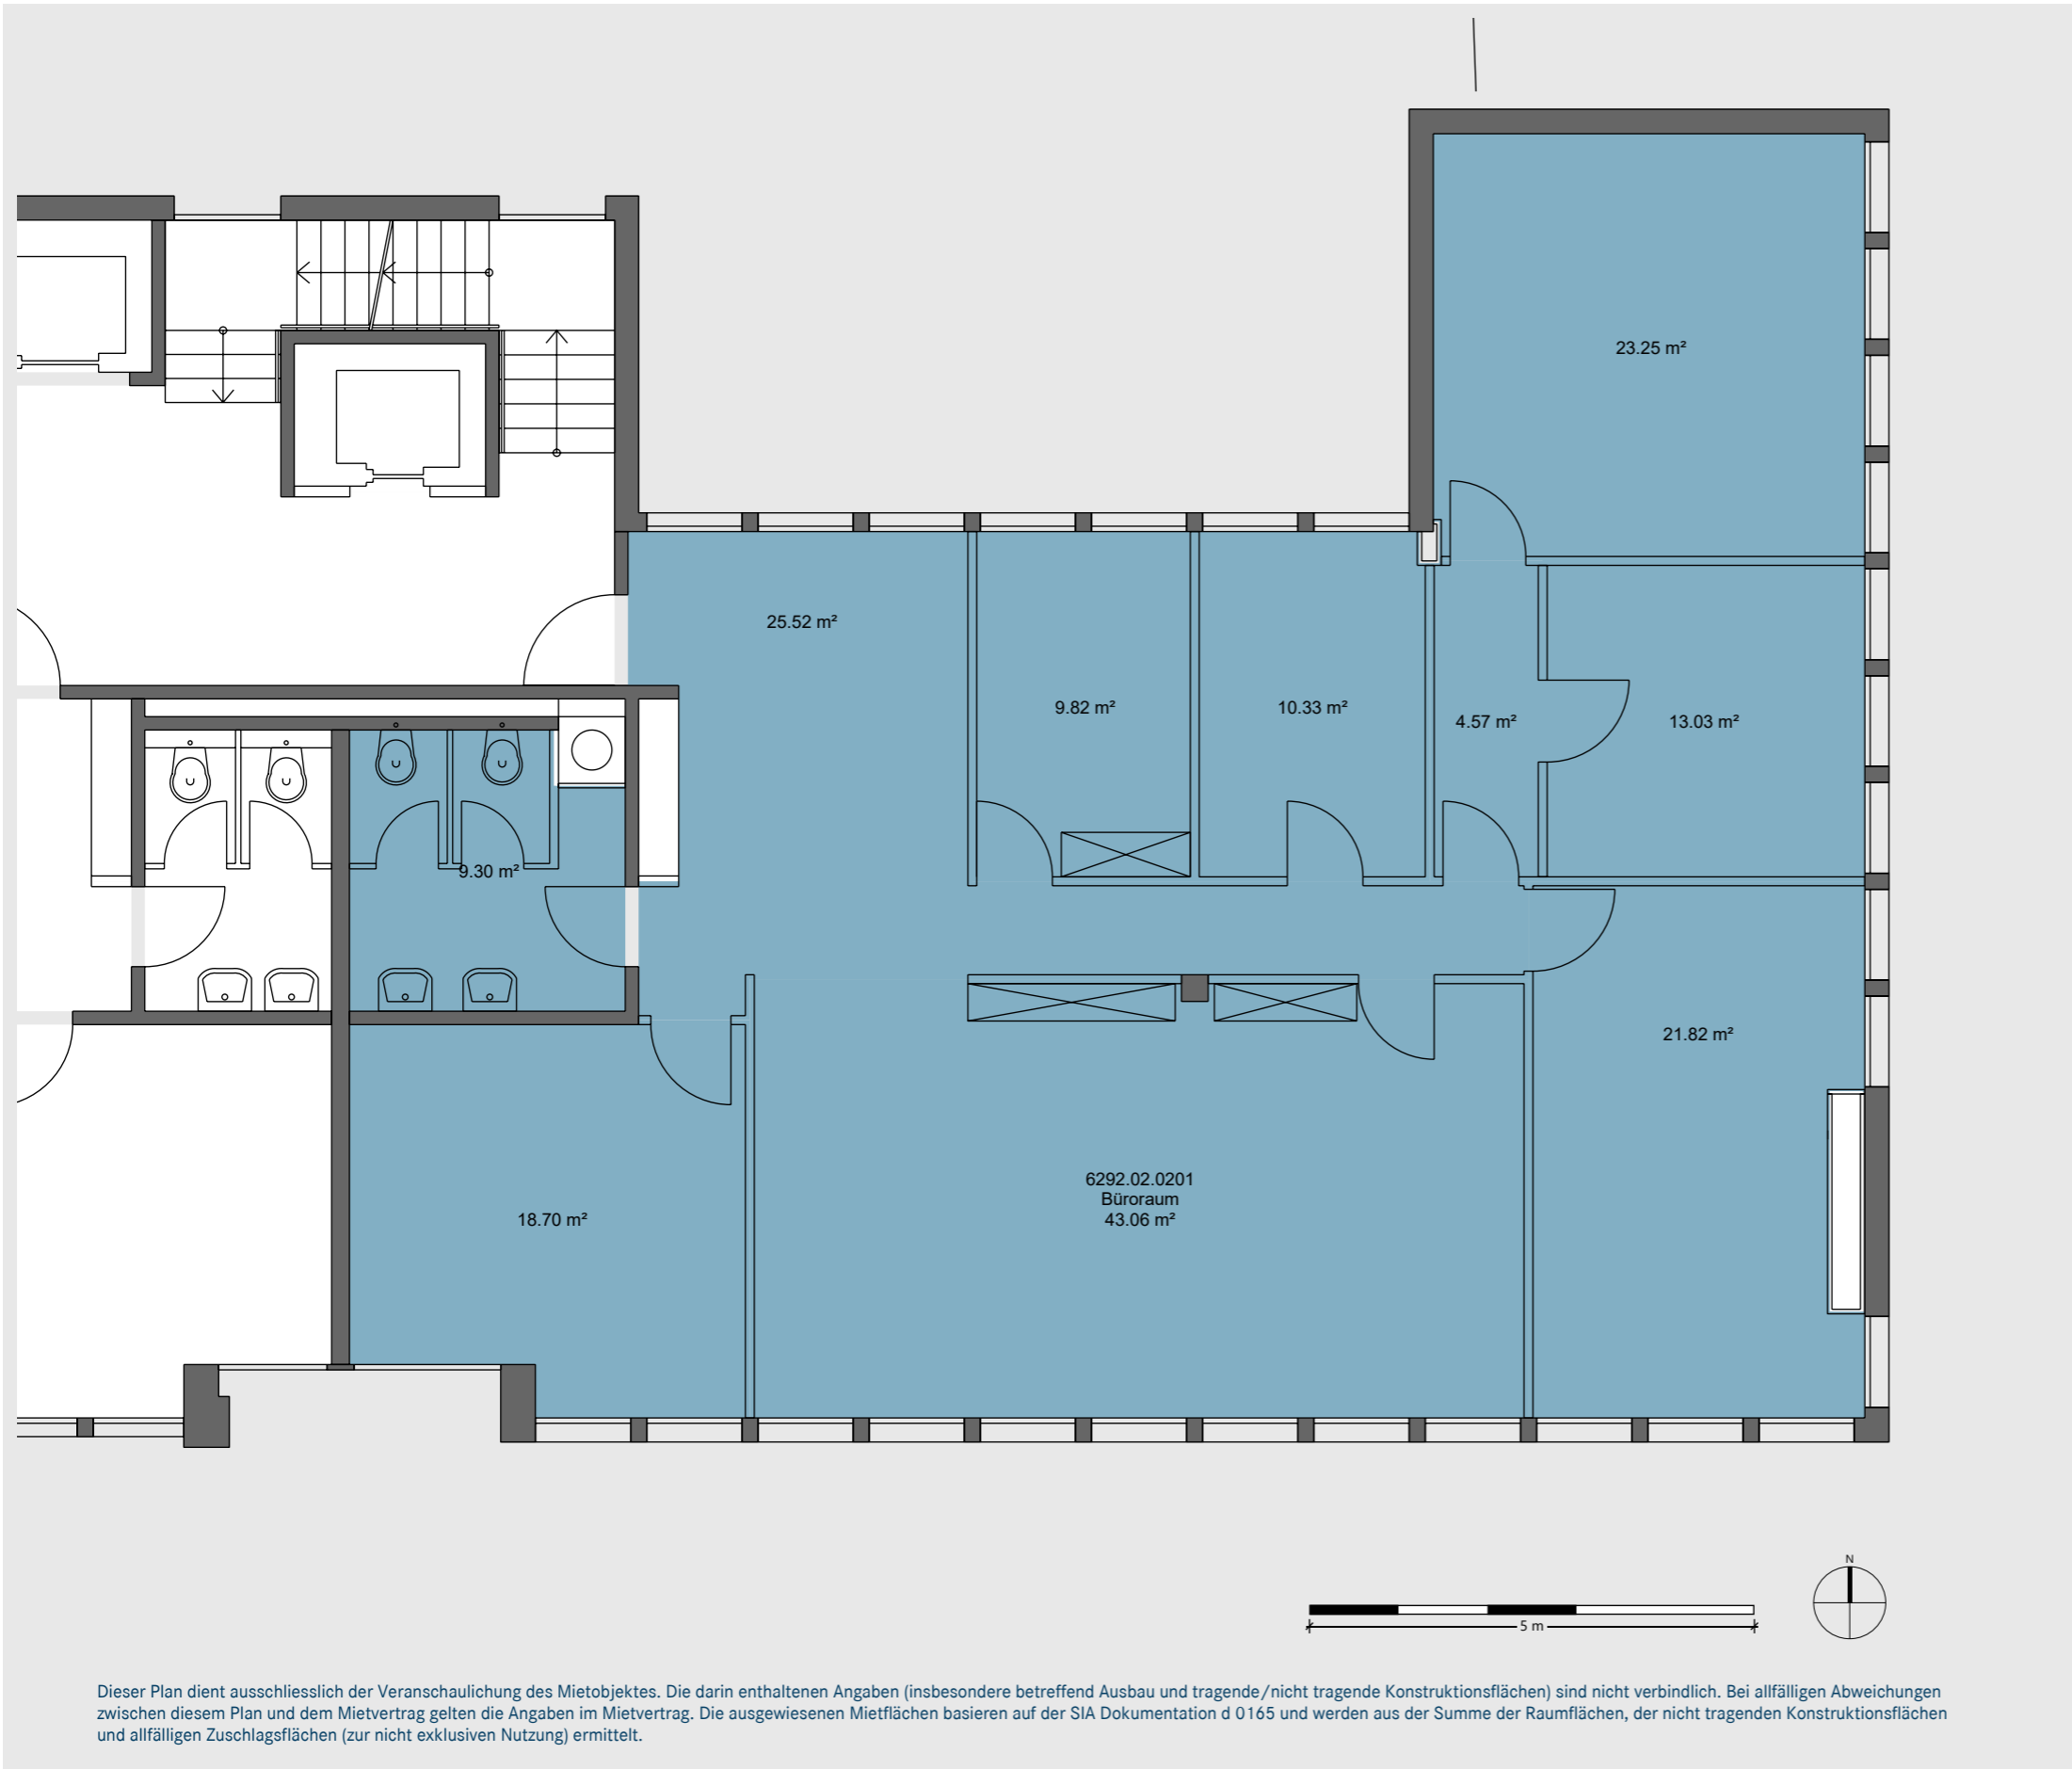 23.25 m²
25.52 m²
9.82 m²
10.33 m²
4.57 m²
13.03 m²
9.30 m²
21.82 m²
6292.02.0201
Büroraum
43.06 m²
18.70 m²
N
5 m
Dieser Plan dient ausschliesslich der Veranschaulichung des Mietobjektes. Die darin enthaltenen Angaben (insbesondere betreffend Ausbau und tragende/nicht tragende Konstruktionsflächen) sind nicht verbindlich. Bei allfälligen Abweichungen
zwischen diesem Plan und dem Mietvertrag gelten die Angaben im Mietvertrag. Die ausgewiesenen Mietflächen basieren auf der SIA Dokumentation d 0165 und werden aus der Summe der Raumflächen, der nicht tragenden Konstruktionsflächen
und allfälligen Zuschlagsflächen (zur nicht exklusiven Nutzung) ermittelt.